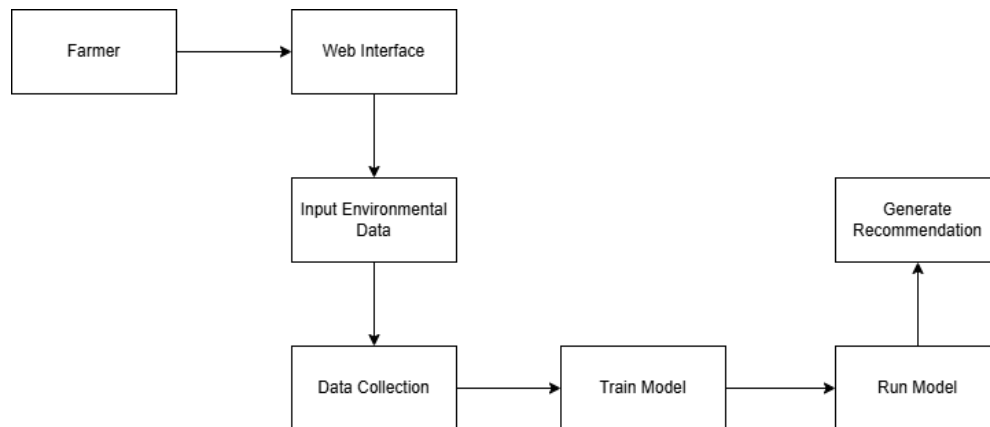 Farmer
Web Interface
Input Environmental
Data
Generate
Recommendation
Data Collection
Train Model
Run Model